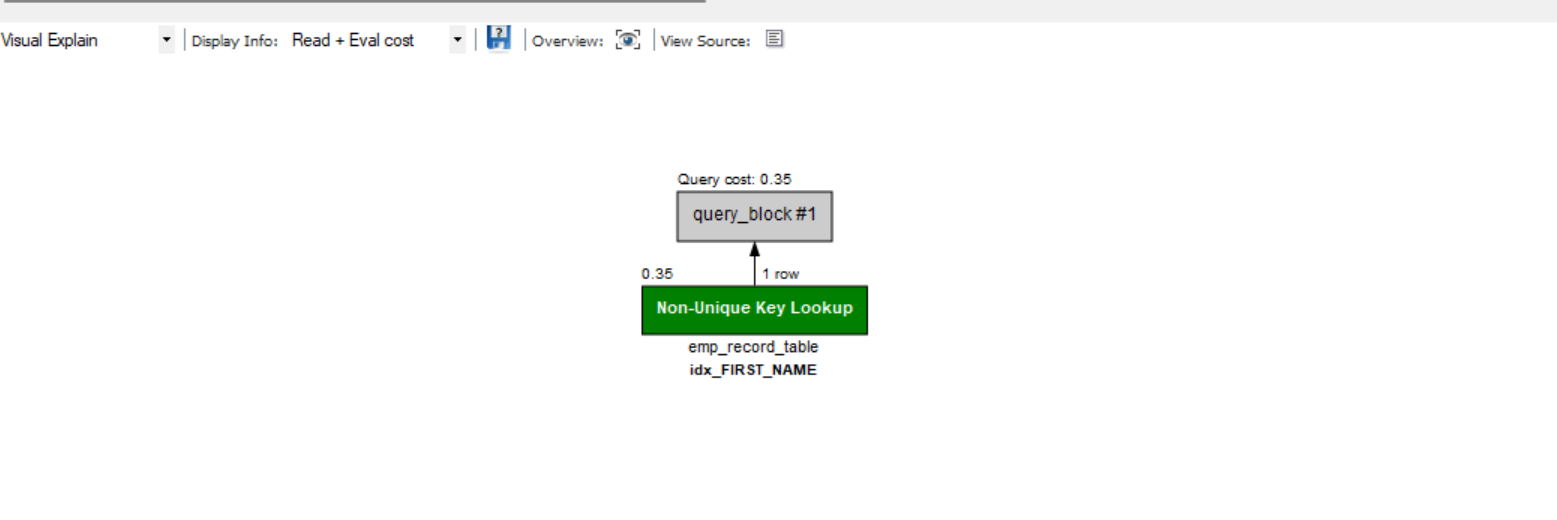 Visual Explain Display Info: Read + Eval cost Overview: View Source:
Query cost: 0.35
query_block #1
0.35 1 row
Non-Unique Key Lookup
emp_record_table
idx_FIRST_NAME